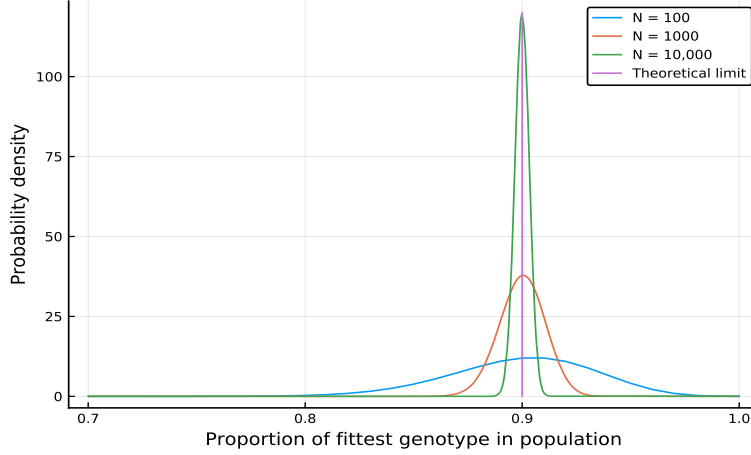 N = 100
N = 1000
N = 10,000
Theoretical limit
Probability density
100
75
50
25
0
0.7
0.8
0.9
1.0
Proportion of fittest genotype in population